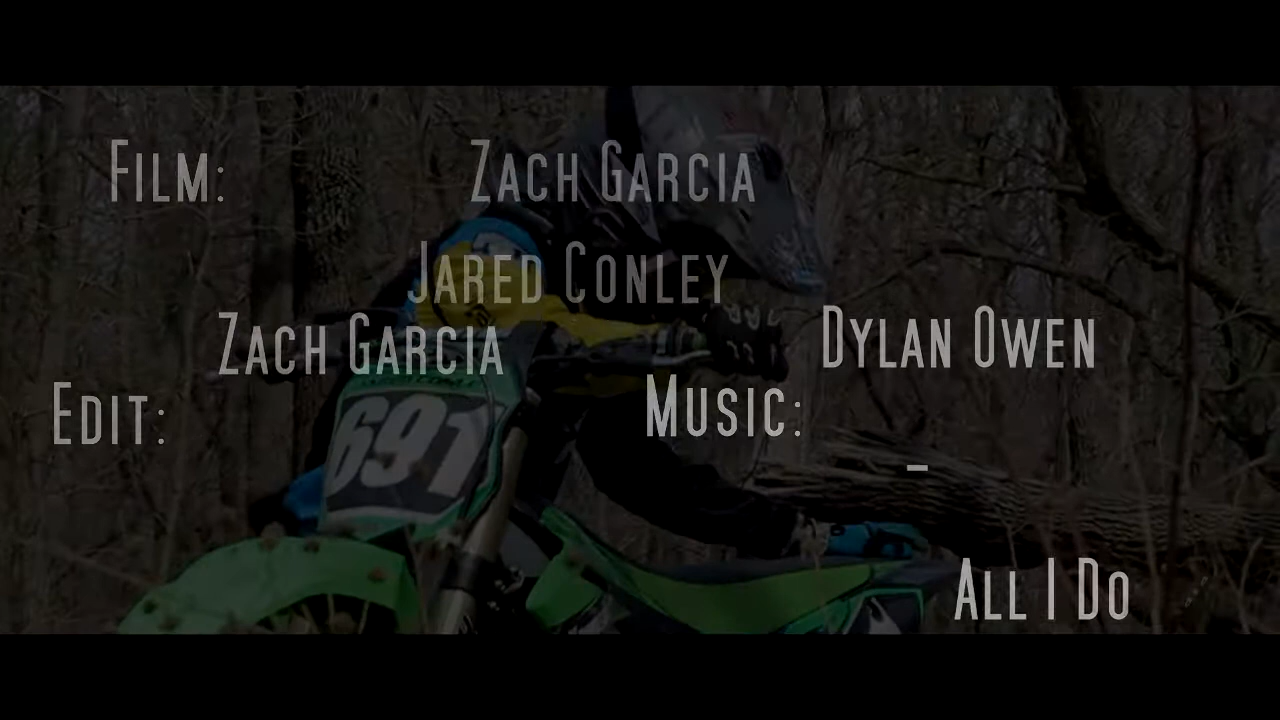 Film: Zach Garcia
Jared Conley
Edit: Zach Garcia
Music: Dylan Owen
-
All I Do
691